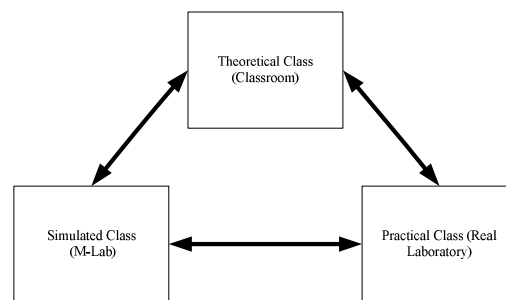 Theoretical Class
(Classroom)
Simulated Class
(M-Lab)
Practical Class (Real
Laboratory)